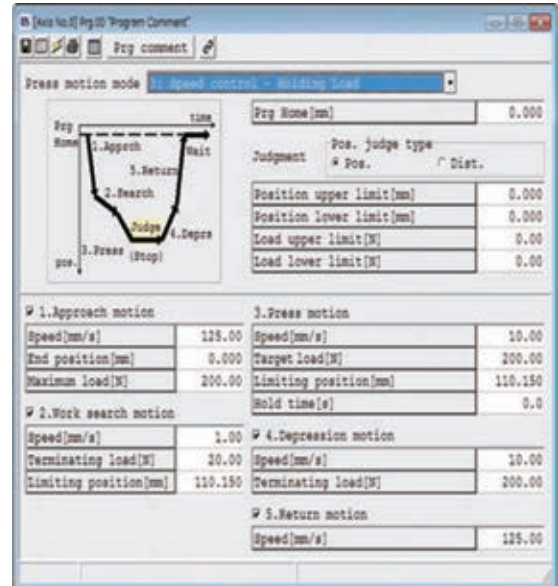 [Axis No.0] Prg.00 "Program Comment"
Prg comment
Press motion mode
Speed control - Holding Load
time
Prg
Home
1.Approch
Wait
5.Return
2.Search
Judge
4.Deprs
3.Press
(Stop)
pos.
Prg Home[mm] 0.000
Judgment
Pos. judge type
Pos. Dist.
Position upper limit[mm] 0.000
Position lower limit[mm] 0.000
Load upper limit[N] 0.00
Load lower limit[N] 0.00
1.Approach motion
Speed[mm/s] 125.00
End position[mm] 0.000
Maximum load[N] 200.00
2.Work search motion
Speed[mm/s] 1.00
Terminating load[N] 20.00
Limiting position[mm] 110.150
3.Press motion
Speed[mm/s] 10.00
Target load[N] 200.00
Limiting position[mm] 110.150
Hold time[s] 0.0
4.Depression motion
Speed[mm/s] 10.00
Terminating load[N] 200.00
5.Return motion
Speed[mm/s] 125.00